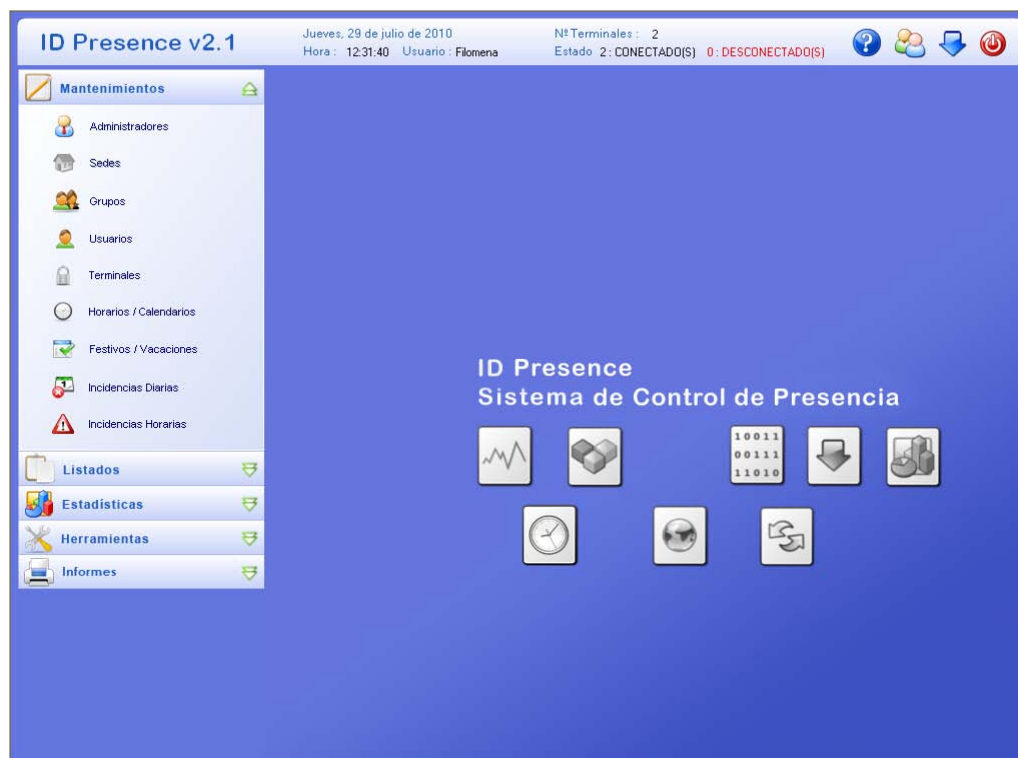 ID Presence v2.1
Jueves, 29 de julio de 2010
Hora : 12:31:40 Usuario : Filomena
Nº Terminales : 2
Estado 2 : CONECTADO(S) 0 : DESCONECTADO(S)
Mantenimientos
Administradores
Sedes
Grupos
Usuarios
Terminales
Horarios / Calendarios
Festivos / Vacaciones
Incidencias Diarias
Incidencias Horarias
Listados
Estadísticas
Herramientas
Informes
ID Presence
Sistema de Control de Presencia
10011
00111
11010